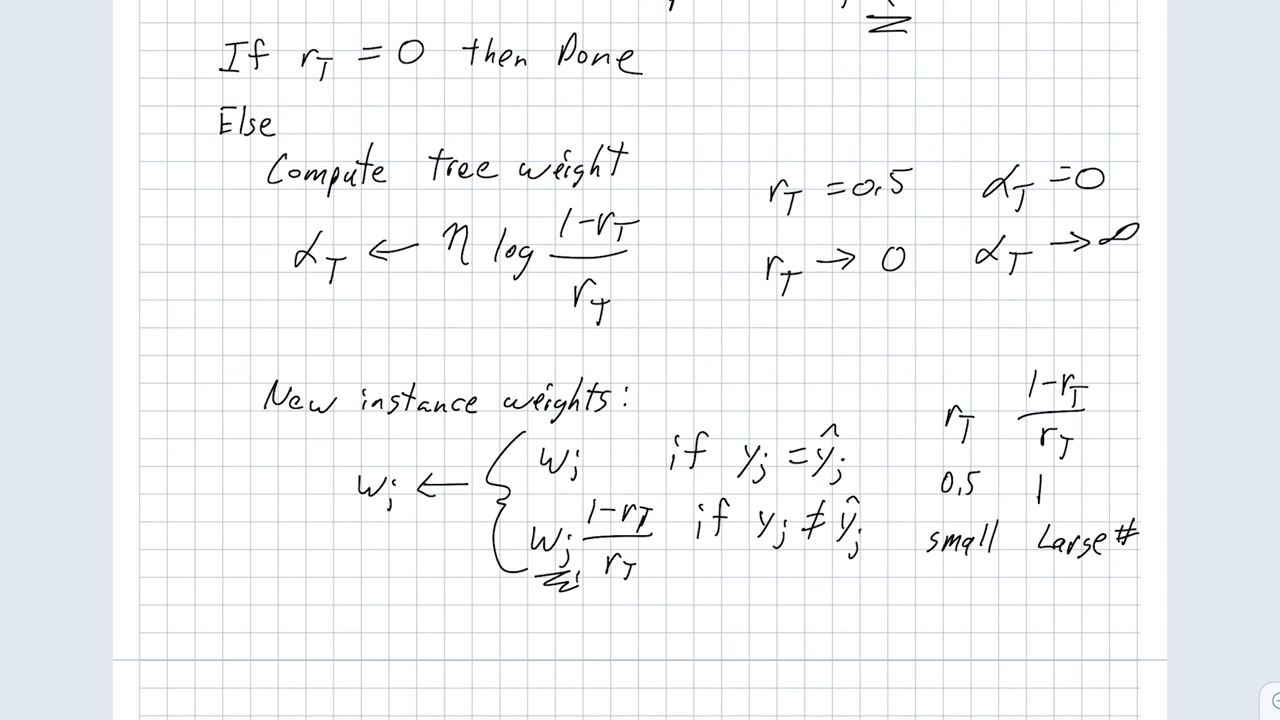 If r_T = 0 then Done
Else
Compute tree weight
α_T ← η log (1-r_T)/r_T
r_T = 0.5 α_T = 0
r_T → 0 α_T → ∞
New instance weights:
w_j ← { w_j if y_j = ŷ_j
w_j (1-r_T)/r_T if y_j ≠ ŷ_j
r_T (1-r_T)/r_T
0.5 1
small Large #